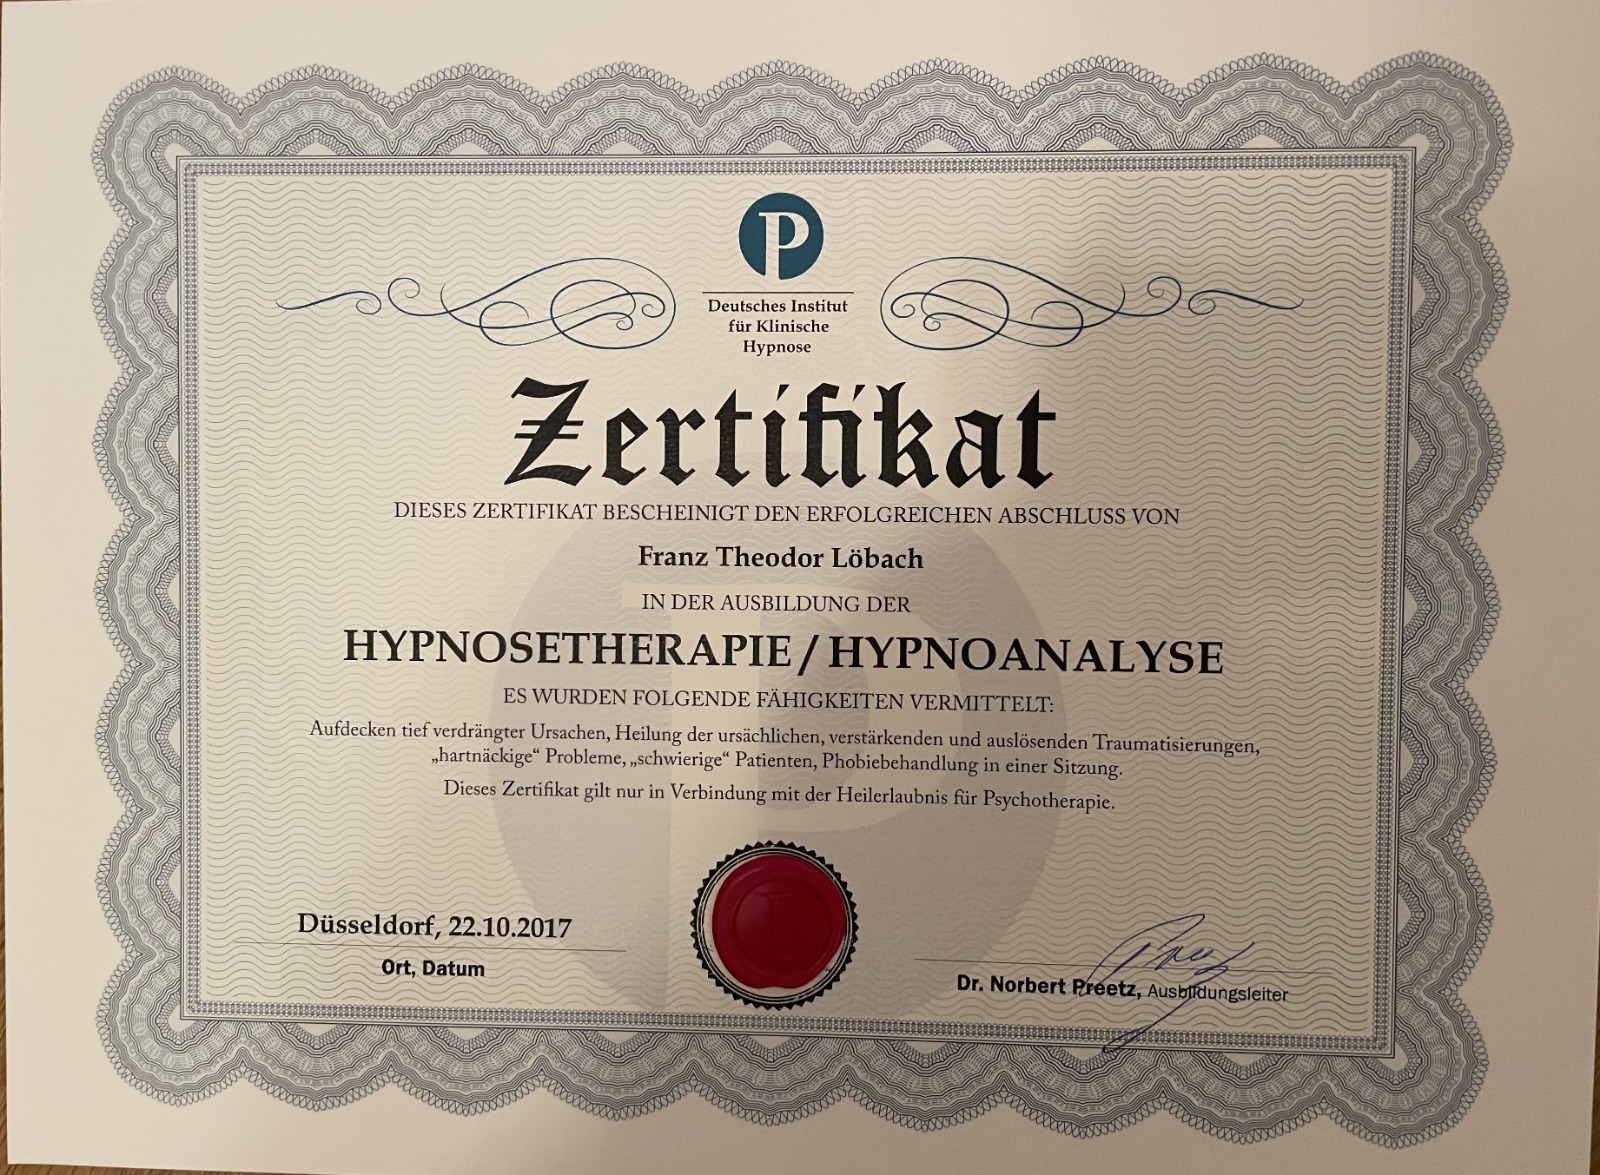 P
Deutsches Institut
für Klinische
Hypnose
Zertifikat
DIESES ZERTIFIKAT BESCHEINIGT DEN ERFOLGREICHEN ABSCHLUSS VON
Franz Theodor Löbach
IN DER AUSBILDUNG DER
HYPNOSETHERAPIE / HYPNOANALYSE
ES WURDEN FOLGENDE FÄHIGKEITEN VERMITTELT:
Aufdecken tief verdrängter Ursachen, Heilung der ursächlichen, verstärkenden und auslösenden Traumatisierungen,
„hartnäckige“ Probleme, „schwierige“ Patienten, Phobiebehandlung in einer Sitzung.
Dieses Zertifikat gilt nur in Verbindung mit der Heilerlaubnis für Psychotherapie.
Düsseldorf, 22.10.2017
Ort, Datum
Dr. Norbert Preetz, Ausbildungsleiter